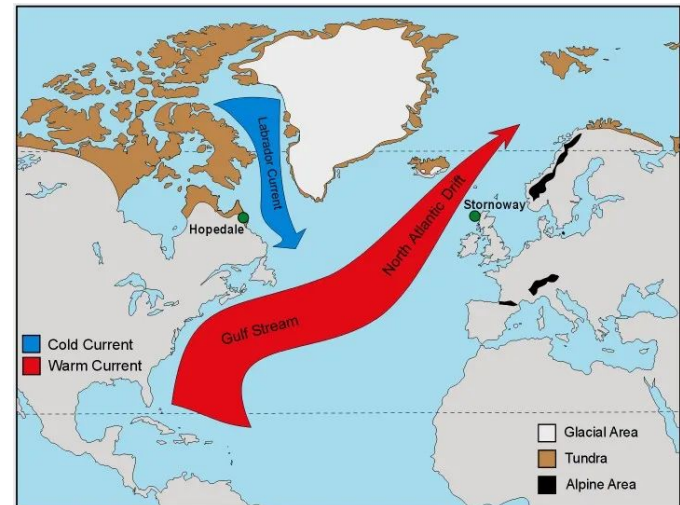 Labrador Current
Hopedale
Stornoway
North Atlantic Drift
Gulf Stream
Cold Current
Warm Current
Glacial Area
Tundra
Alpine Area